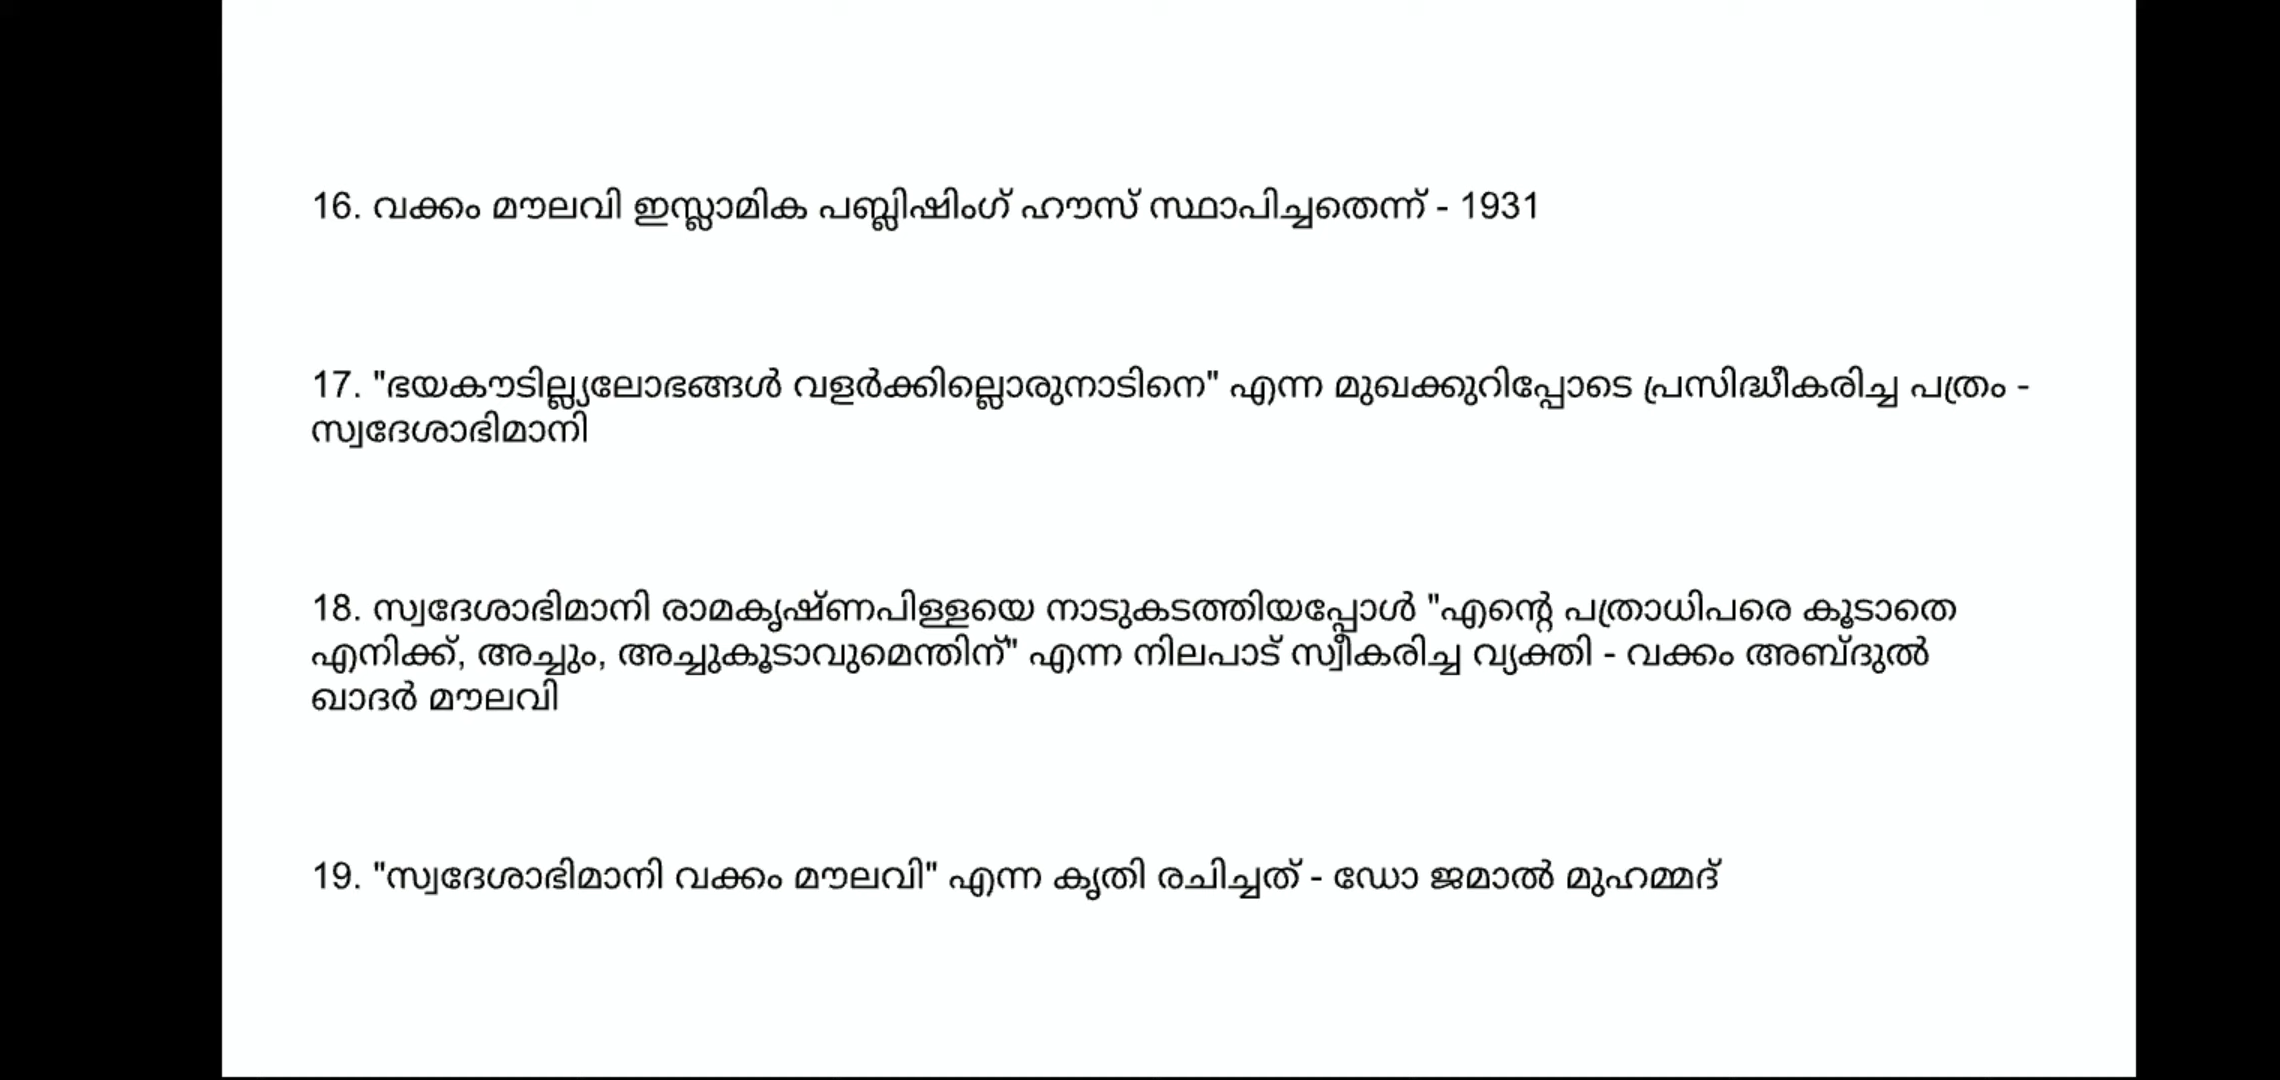 16. വക്കം മൗലവി ഇസ്ലാമിക പബ്ലിഷിംഗ് ഹൗസ് സ്ഥാപിച്ചതെന്ന് - 1931
17. "ഭയകൗടില്ല്യലോഭങ്ങൾ വളർക്കില്ലൊരുനാടിനെ" എന്ന മുഖക്കുറിപ്പോടെ പ്രസിദ്ധീകരിച്ച പത്രം -
സ്വദേശാഭിമാനി
18. സ്വദേശാഭിമാനി രാമകൃഷ്ണപിള്ളയെ നാടുകടത്തിയപ്പോൾ "എന്റെ പത്രാധിപരെ കൂടാതെ
എനിക്ക്, അച്ചും, അച്ചുകൂടാവുമെന്തിന്" എന്ന നിലപാട് സ്വീകരിച്ച വ്യക്തി - വക്കം അബ്ദുൽ
ഖാദർ മൗലവി
19. "സ്വദേശാഭിമാനി വക്കം മൗലവി" എന്ന കൃതി രചിച്ചത് - ഡോ ജമാൽ മുഹമ്മദ്